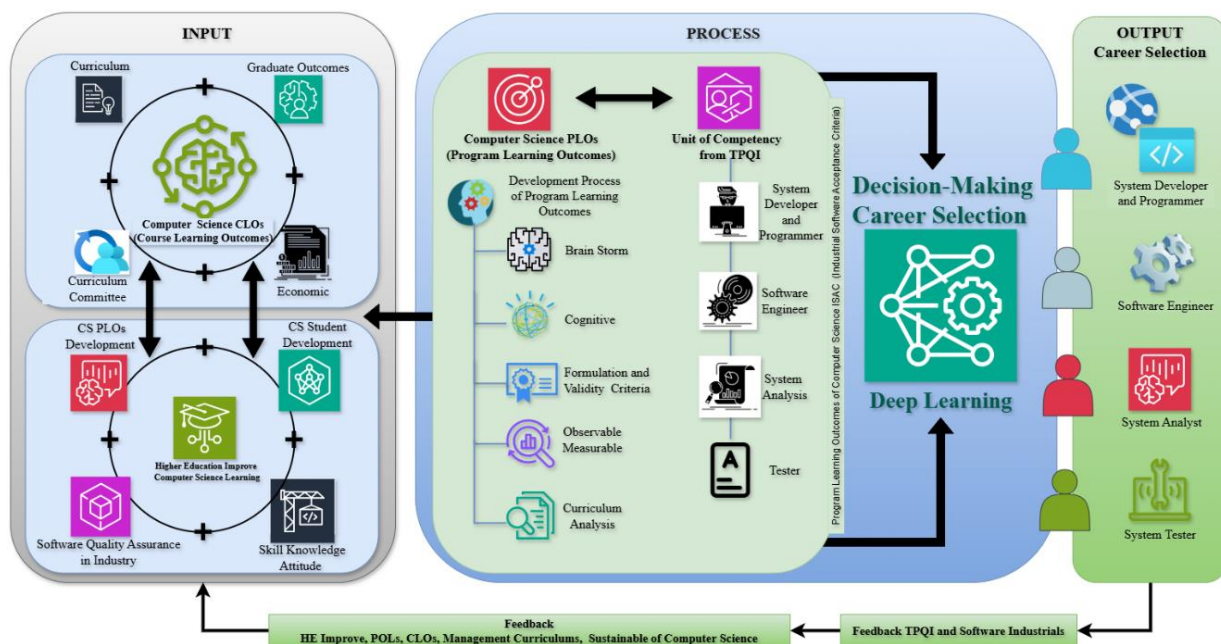 INPUT
Curriculum
Graduate Outcomes
Computer Science CLOs
(Course Learning Outcomes)
Curriculum
Committee
Economic
CS PLOs
Development
CS Student
Development
Higher Education Improve
Computer Science Learning
Software Quality Assurance
in Industry
Skill Knowledge
Attitude
PROCESS
Computer Science PLOs
(Program Learning Outcomes)
Unit of Competency
from TPQI
Development Process
of Program Learning
Outcomes
Brain Storm
Cognitive
Formulation and
Validity Criteria
Observable
Measurable
Curriculum
Analysis
System
Developer
and
Programmer
Software
Engineer
System
Analysis
A
Tester
Program Learning Outcomes of Computer Science ISAC (Industrial Software Acceptance Criteria)
Decision-Making
Career Selection
Deep Learning
OUTPUT
Career Selection
System Developer
and Programmer
Software Engineer
System Analyst
System Tester
Feedback
HE Improve, POLs, CLOs, Management Curriculums, Sustainable of Computer Science
Feedback TPQI and Software Industrials